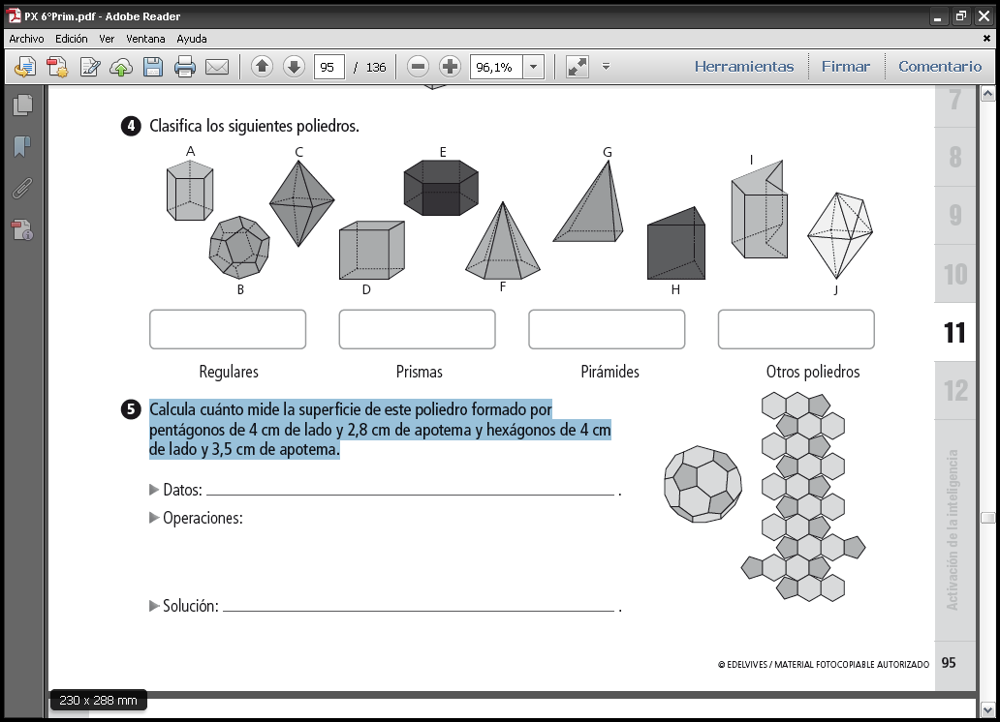 PX 6°Prim.pdf - Adobe Reader
Archivo Edición Ver Ventana Ayuda
95 / 136 96,1% Herramientas Firmar Comentario
7
4 Clasifica los siguientes poliedros.
A C E G I
8
9
10
B D F H J
11
Regulares Prismas Pirámides Otros poliedros
12
5 Calcula cuánto mide la superficie de este poliedro formado por
pentágonos de 4 cm de lado y 2,8 cm de apotema y hexágonos de 4 cm
de lado y 3,5 cm de apotema.
Datos: .
Operaciones:
Solución: .
Activación de la inteligencia
© EDELVIVES / MATERIAL FOTOCOPIABLE AUTORIZADO 95
230 x 288 mm